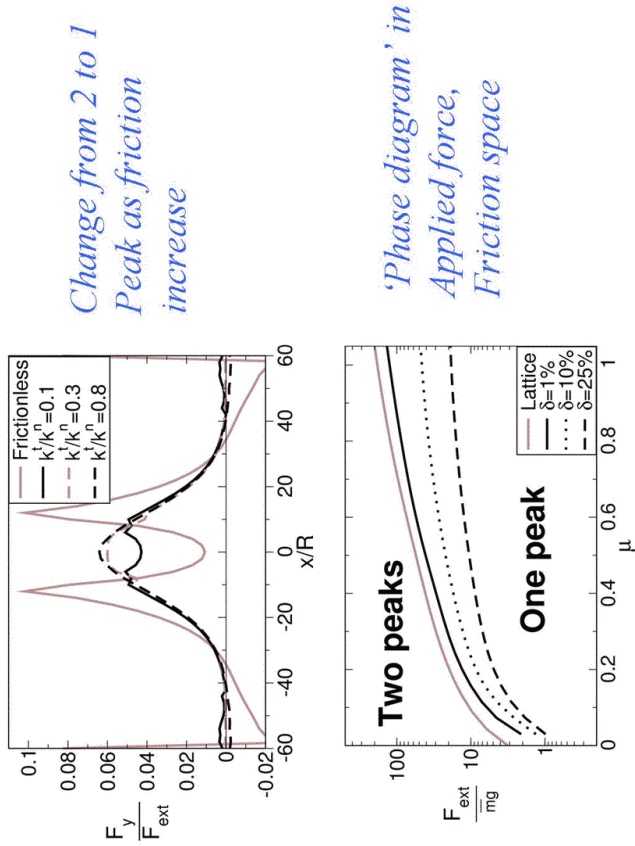 Change from 2 to 1
Peak as friction
increase
0.1
0.08
0.06
0.04
0.02
0
-0.02
F_y
F_ext
Frictionless
k^t/k^n=0.1
k^t/k^n=0.3
k^t/k^n=0.8
-60
-40
-20
0
20
40
60
x/R
'Phase diagram' in
Applied force,
Friction space
100
10
1
F_ext
mg
Two peaks
One peak
Lattice
δ=1%
δ=10%
δ=25%
0
0.2
0.4
0.6
0.8
1
μ